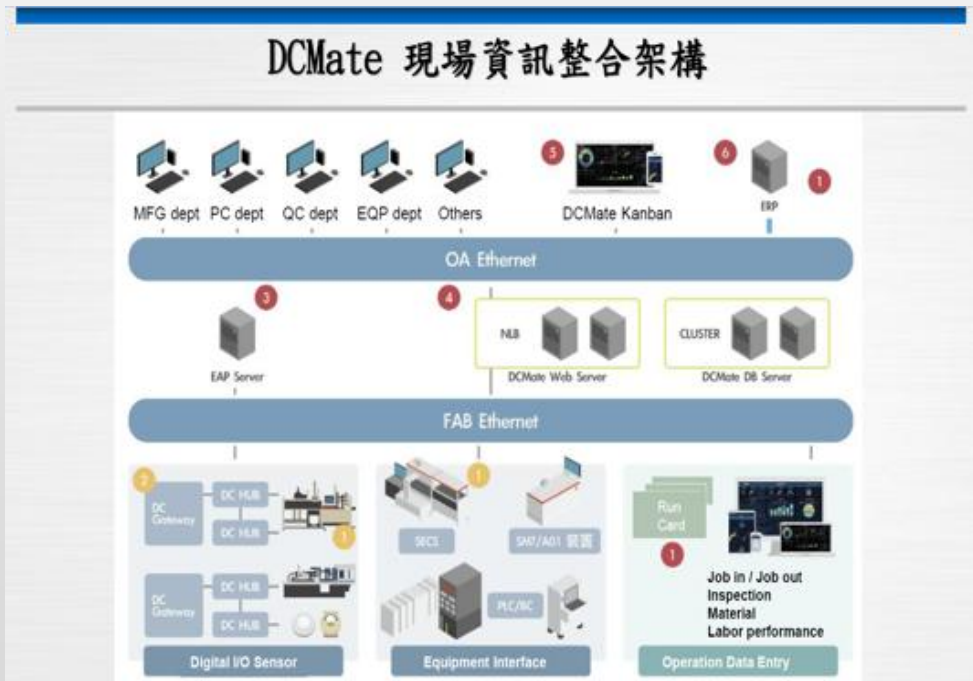 DCMate 現場資訊整合架構
5
6
1
MFG dept PC dept QC dept EQP dept Others
DCMate Kanban
ERP
OA Ethernet
3
4
NLB
CLUSTER
EAP Server
DCMate Web Server
DCMate DB Server
FAB Ethernet
2
DC Gateway
DC HUB
DC HUB
1
1
SECS
SMT/AOI 裝置
Run
Card
1
DC Gateway
DC HUB
DC HUB
PLC/PC
Job in / Job out
Inspection
Material
Labor performance
Digital I/O Sensor
Equipment Interface
Operation Data Entry